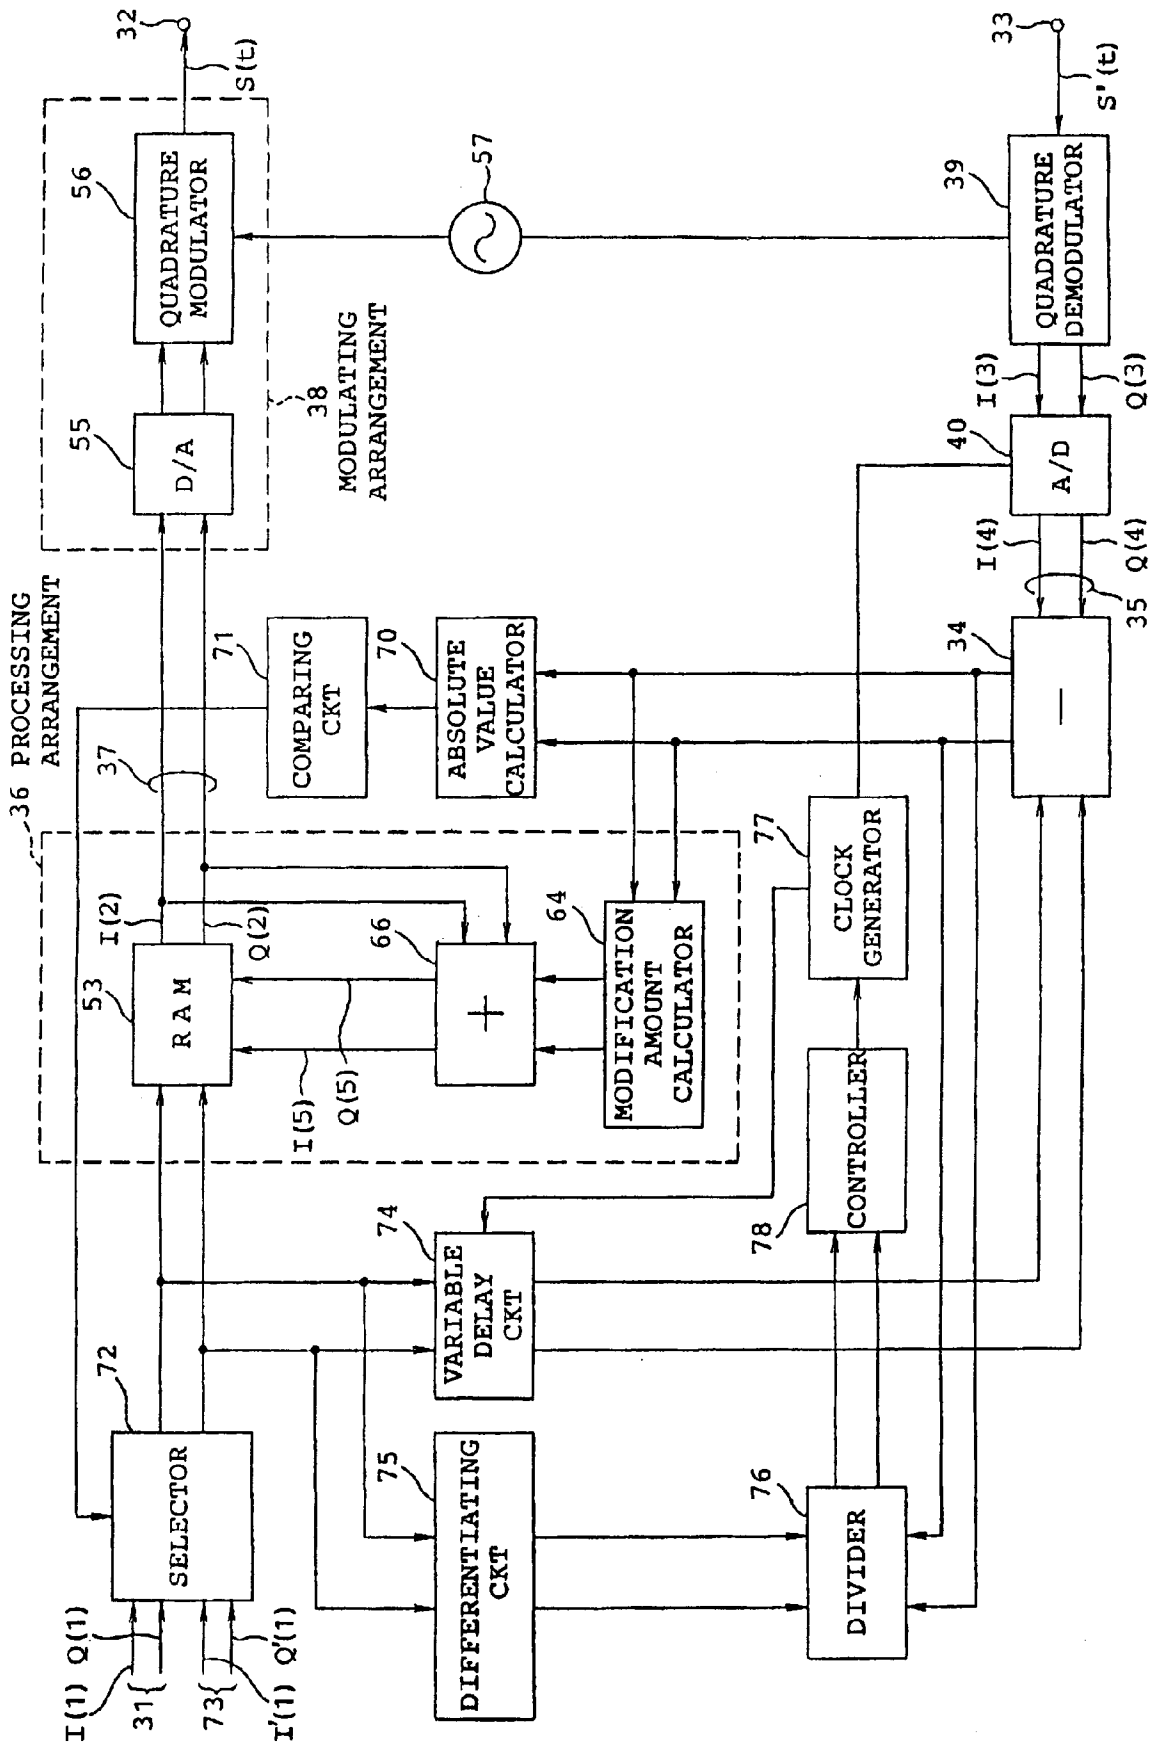 I(1) Q(1)
31{
73{
I'(1) Q'(1)
72
SELECTOR
75
DIFFERENTIATING
CKT
76
DIVIDER
74
VARIABLE
DELAY
CKT
78
CONTROLLER
77
CLOCK
GENERATOR
36 PROCESSING
ARRANGEMENT
53
RAM
I(2)
Q(2)
I(5)
Q(5)
66
+
64
MODIFICATION
AMOUNT
CALCULATOR
37
71
COMPARING
CKT
70
ABSOLUTE
VALUE
CALCULATOR
34
−
35
I(4)
Q(4)
40
A/D
I(3)
Q(3)
39
QUADRATURE
DEMODULATOR
S'(t)
33
55
D/A
38
MODULATING
ARRANGEMENT
56
QUADRATURE
MODULATOR
57
S(t)
32